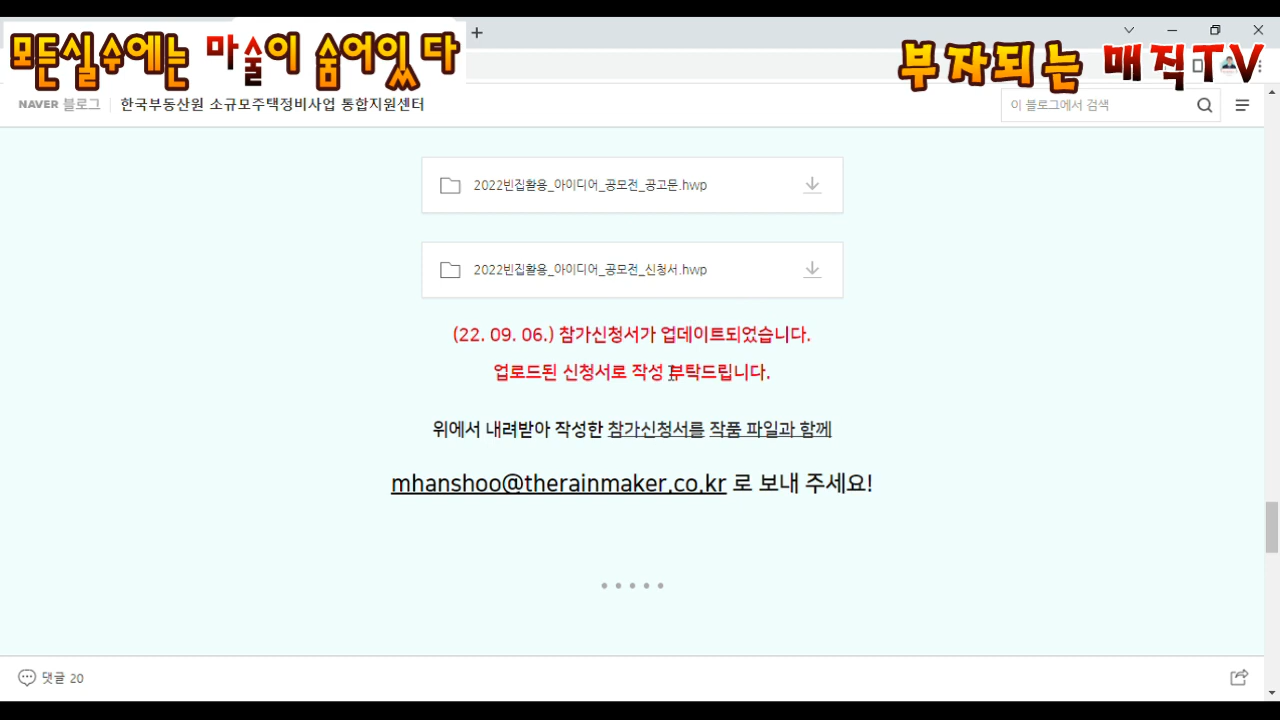 모든실수에는 마술이 숨어있 다
부자되는 매직TV
NAVER 블로그
한국부동산원 소규모주택정비사업 통합지원센터
이 블로그에서 검색
2022빈집활용_아이디어_공모전_공고문.hwp
2022빈집활용_아이디어_공모전_신청서.hwp
(22. 09. 06.) 참가신청서가 업데이트되었습니다.
업로드된 신청서로 작성 부탁드립니다.
위에서 내려받아 작성한 참가신청서를 작품 파일과 함께
mhanshoo@therainmaker.co.kr 로 보내 주세요!
댓글 20